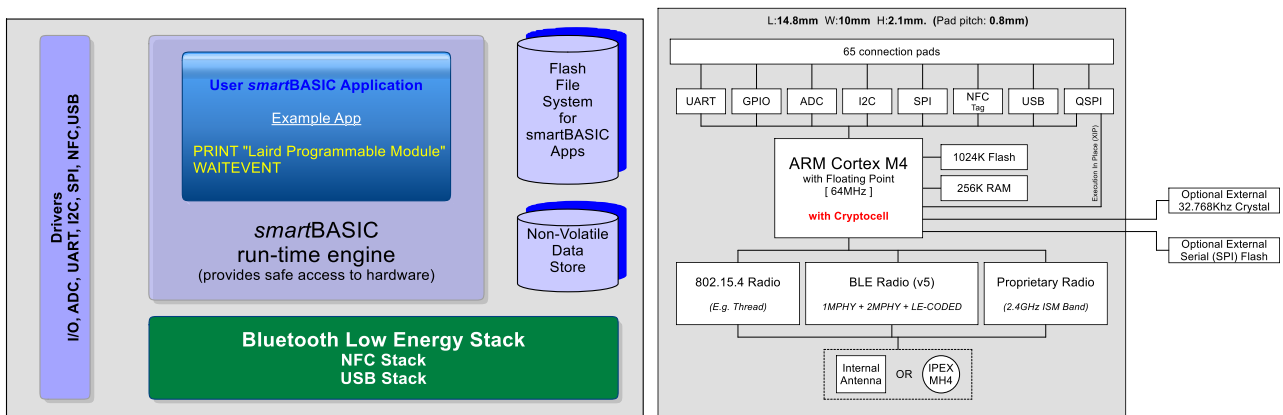 Drivers
I/O, ADC, UART, I2C, SPI, NFC,USB
User smartBASIC Application
Example App
PRINT "Laird Programmable Module"
WAITEVENT
smartBASIC
run-time engine
(provides safe access to hardware)
Flash
File
System
for
smartBASIC
Apps
Non-Volatile
Data
Store
Bluetooth Low Energy Stack
NFC Stack
USB Stack
L:14.8mm W:10mm H:2.1mm. (Pad pitch: 0.8mm)
65 connection pads
UART
GPIO
ADC
I2C
SPI
NFC
Tag
USB
QSPI
Execution In Place (XIP)
ARM Cortex M4
with Floating Point
[ 64MHz ]
with Cryptocell
1024K Flash
256K RAM
Optional External
32.768Khz Crystal
Optional External
Serial (SPI) Flash
802.15.4 Radio
(E.g. Thread)
BLE Radio (v5)
1MPHY + 2MPHY + LE-CODED
Proprietary Radio
(2.4GHz ISM Band)
Internal
Antenna
OR
IPEX
MH4